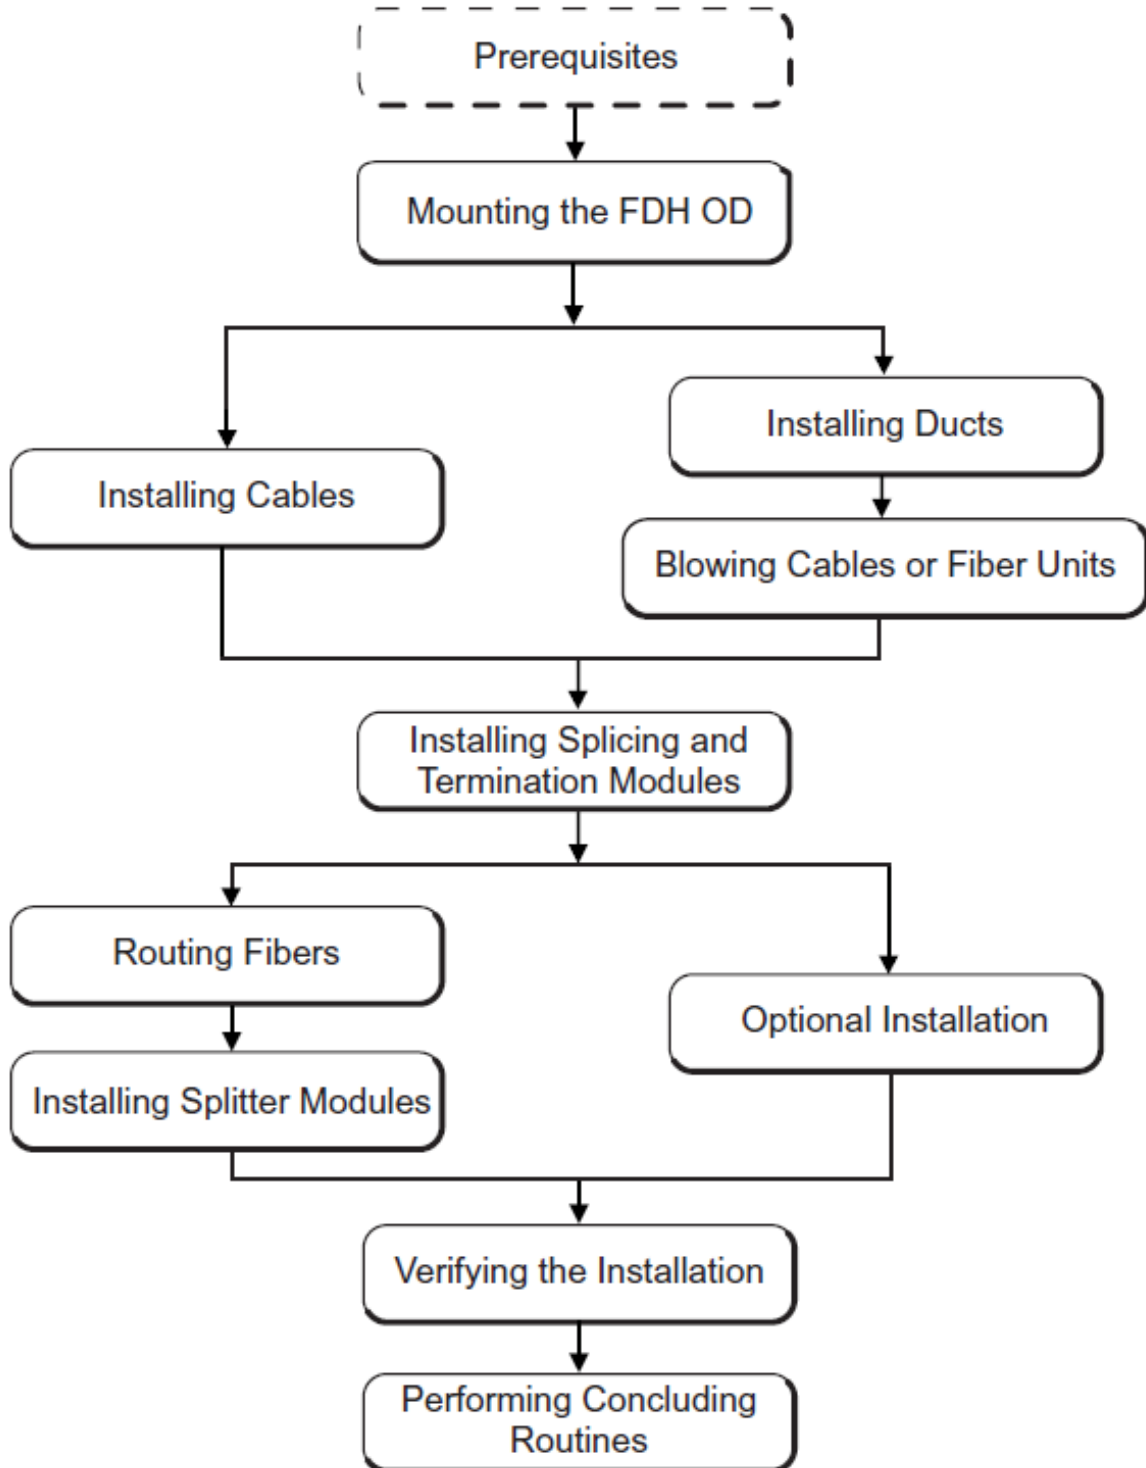 Prerequisites
Mounting the FDH OD
Installing Ducts
Installing Cables
Blowing Cables or Fiber Units
Installing Splicing and
Termination Modules
Routing Fibers
Optional Installation
Installing Splitter Modules
Verifying the Installation
Performing Concluding
Routines